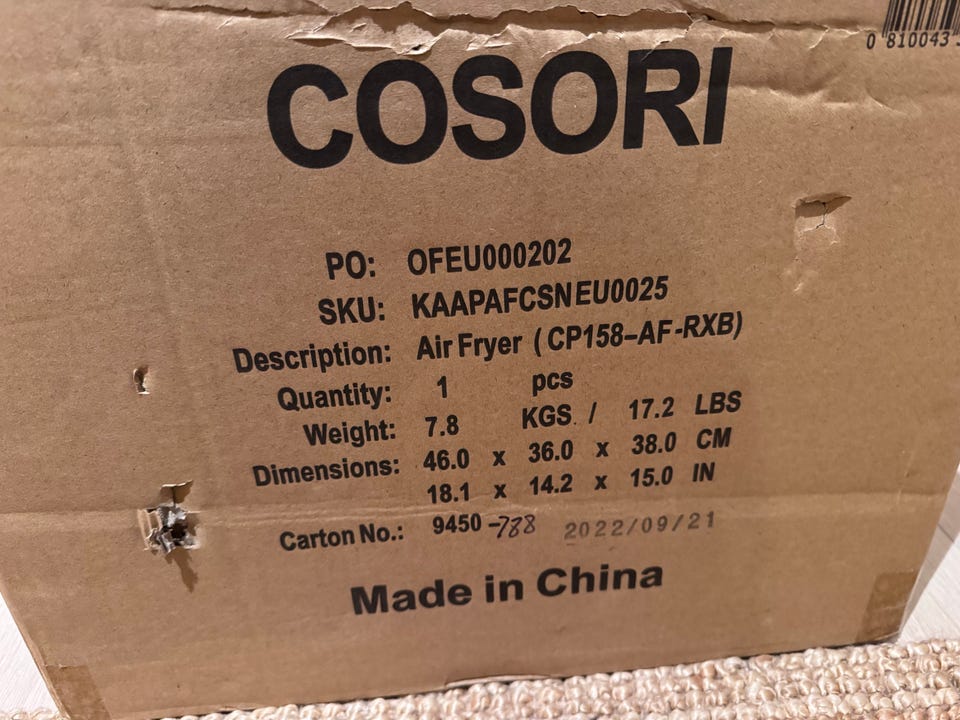 0 810043
COSORI
PO: OFEU000202
SKU: KAAPAFCSNEU0025
Description: Air Fryer (CP158-AF-RXB)
Quantity: 1 pcs
Weight: 7.8 KGS / 17.2 LBS
Dimensions: 46.0 x 36.0 x 38.0 CM
18.1 x 14.2 x 15.0 IN
Carton No.: 9450-788 2022/09/21
Made in China